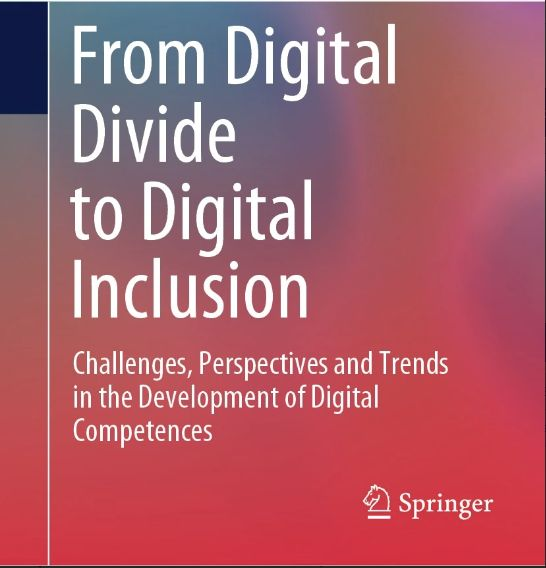 From Digital
Divide
to Digital
Inclusion
Challenges, Perspectives and Trends
in the Development of Digital
Competences
Springer